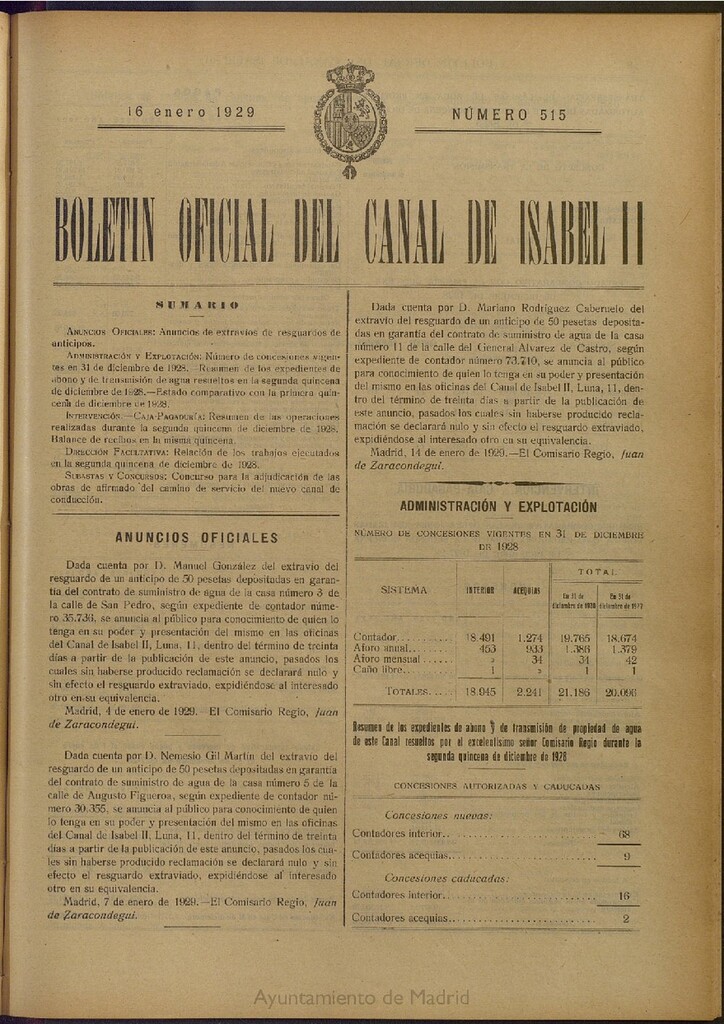 16 enero 1929
NÚMERO 515
BOLETIN OFICIAL DEL CANAL DE ISABEL II
SUMARIO
ANUNCIOS OFICIALES: Anuncios de extravíos de resguardos de
anticipos.
ADMINISTRACIÓN Y EXPLOTACIÓN: Número de concesiones vigen-
tes en 31 de diciembre de 1928.—Resumen de los expedientes de
abono y de transmisión de agua resueltos en la segunda quincena
de diciembre de 1928.—Estado comparativo con la primera quin-
cena de diciembre de 1928.
INTERVENCIÓN.—CAJA-PAGADURÍA: Resumen de las operaciones
realizadas durante la segunda quincena de diciembre de 1928.
Balance de recibos en la misma quincena.
DIRECCIÓN FACULTATIVA: Relación de los trabajos ejecutados
en la segunda quincena de diciembre de 1928.
SUBASTAS Y CONCURSOS: Concurso para la adjudicación de las
obras de afirmado del camino de servicio del nuevo canal de
conducción.
ANUNCIOS OFICIALES
Dada cuenta por D. Manuel González del extravío del
resguardo de un anticipo de 50 pesetas depositadas en garan-
tía del contrato de suministro de agua de la casa número 3 de
la calle de San Pedro, según expediente de contador núme-
ro 35.736, se anuncia al público para conocimiento de quien lo
tenga en su poder y presentación del mismo en las oficinas
del Canal de Isabel II, Luna, 11, dentro del término de treinta
días a partir de la publicación de este anuncio, pasados los
cuales sin haberse producido reclamación se declarará nulo y
sin efecto el resguardo extraviado, expidiéndose al interesado
otro en su equivalencia.
Madrid, 4 de enero de 1929.—El Comisario Regio, Juan
de Zaracondegui.
Dada cuenta por D. Nemesio Gil Martín del extravío del
resguardo de un anticipo de 50 pesetas depositadas en garantía
del contrato de suministro de agua de la casa número 5 de la
calle de Augusto Figueroa, según expediente de contador nú-
mero 30.355, se anuncia al público para conocimiento de quien
lo tenga en su poder y presentación del mismo en las oficinas
del Canal de Isabel II, Luna, 11, dentro del término de treinta
días a partir de la publicación de este anuncio, pasados los cua-
les sin haberse producido reclamación se declarará nulo y sin
efecto el resguardo extraviado, expidiéndose al interesado
otro en su equivalencia.
Madrid, 7 de enero de 1929.—El Comisario Regio, Juan
de Zaracondegui.
Dada cuenta por D. Mariano Rodríguez Cabernelo del
extravío del resguardo de un anticipo de 50 pesetas deposita-
das en garantía del contrato de suministro de agua de la casa
número 11 de la calle del General Alvarez de Castro, según
expediente de contador número 73.710, se anuncia al público
para conocimiento de quien lo tenga en su poder y presentación
del mismo en las oficinas del Canal de Isabel II, Luna, 11, den-
tro del término de treinta días a partir de la publicación de
este anuncio, pasados los cuales sin haberse producido recla-
mación se declarará nulo y sin efecto el resguardo extraviado,
expidiéndose al interesado otro en su equivalencia.
Madrid, 14 de enero de 1929.—El Comisario Regio, Juan
de Zaracondegui.
ADMINISTRACIÓN Y EXPLOTACIÓN
NÚMERO DE CONCESIONES VIGENTES EN 31 DE DICIEMBRE
DE 1928
TOTAL
SISTEMA INTERIOR ACEQUIAS En 31 de En 31 de
diciembre de diciembre de
Contador 18.491 1.274 19.765 18.674
Aforo anual 453 933 1.386 1.379
Aforo mensual » 34 34 42
Caño libre 1 » 1 1
TOTALES 18.945 2.241 21.186 20.096
Resumen de los expedientes de abono y de transmisión de propiedad de agua
de este Canal resueltos por el excelentísimo señor Comisario Regio durante la
segunda quincena de diciembre de 1928
CONCESIONES AUTORIZADAS Y CADUCADAS
Concesiones nuevas:
Contadores interior 68
Contadores acequias 9
Concesiones caducadas:
Contadores interior 16
Contadores acequias 2
Ayuntamiento de Madrid